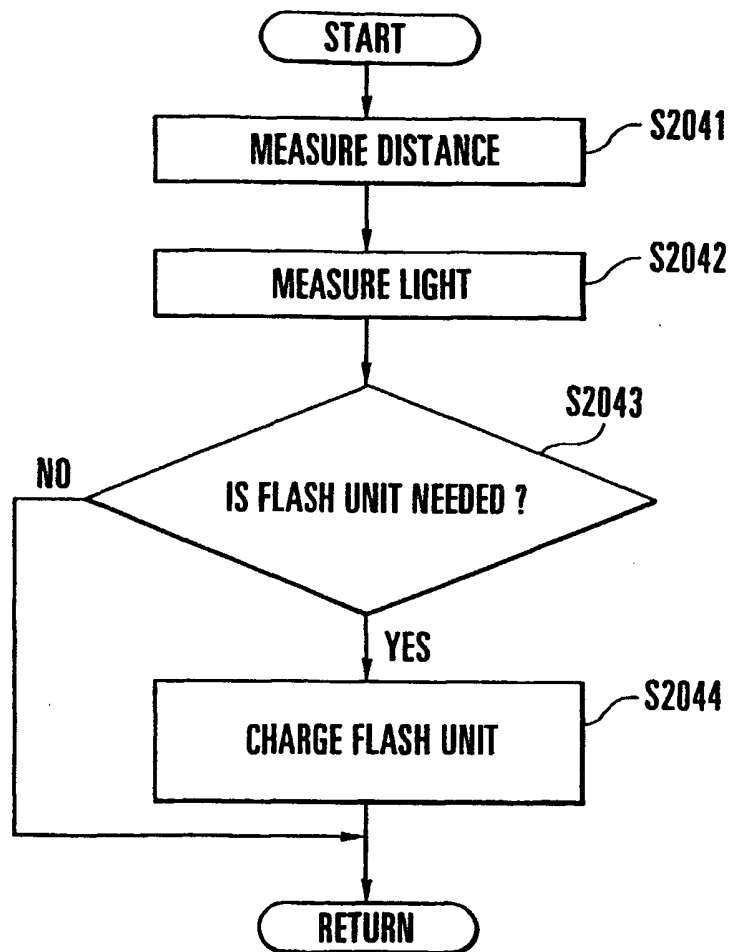 START
MEASURE DISTANCE
S2041
MEASURE LIGHT
S2042
S2043
IS FLASH UNIT NEEDED ?
NO
YES
CHARGE FLASH UNIT
S2044
RETURN